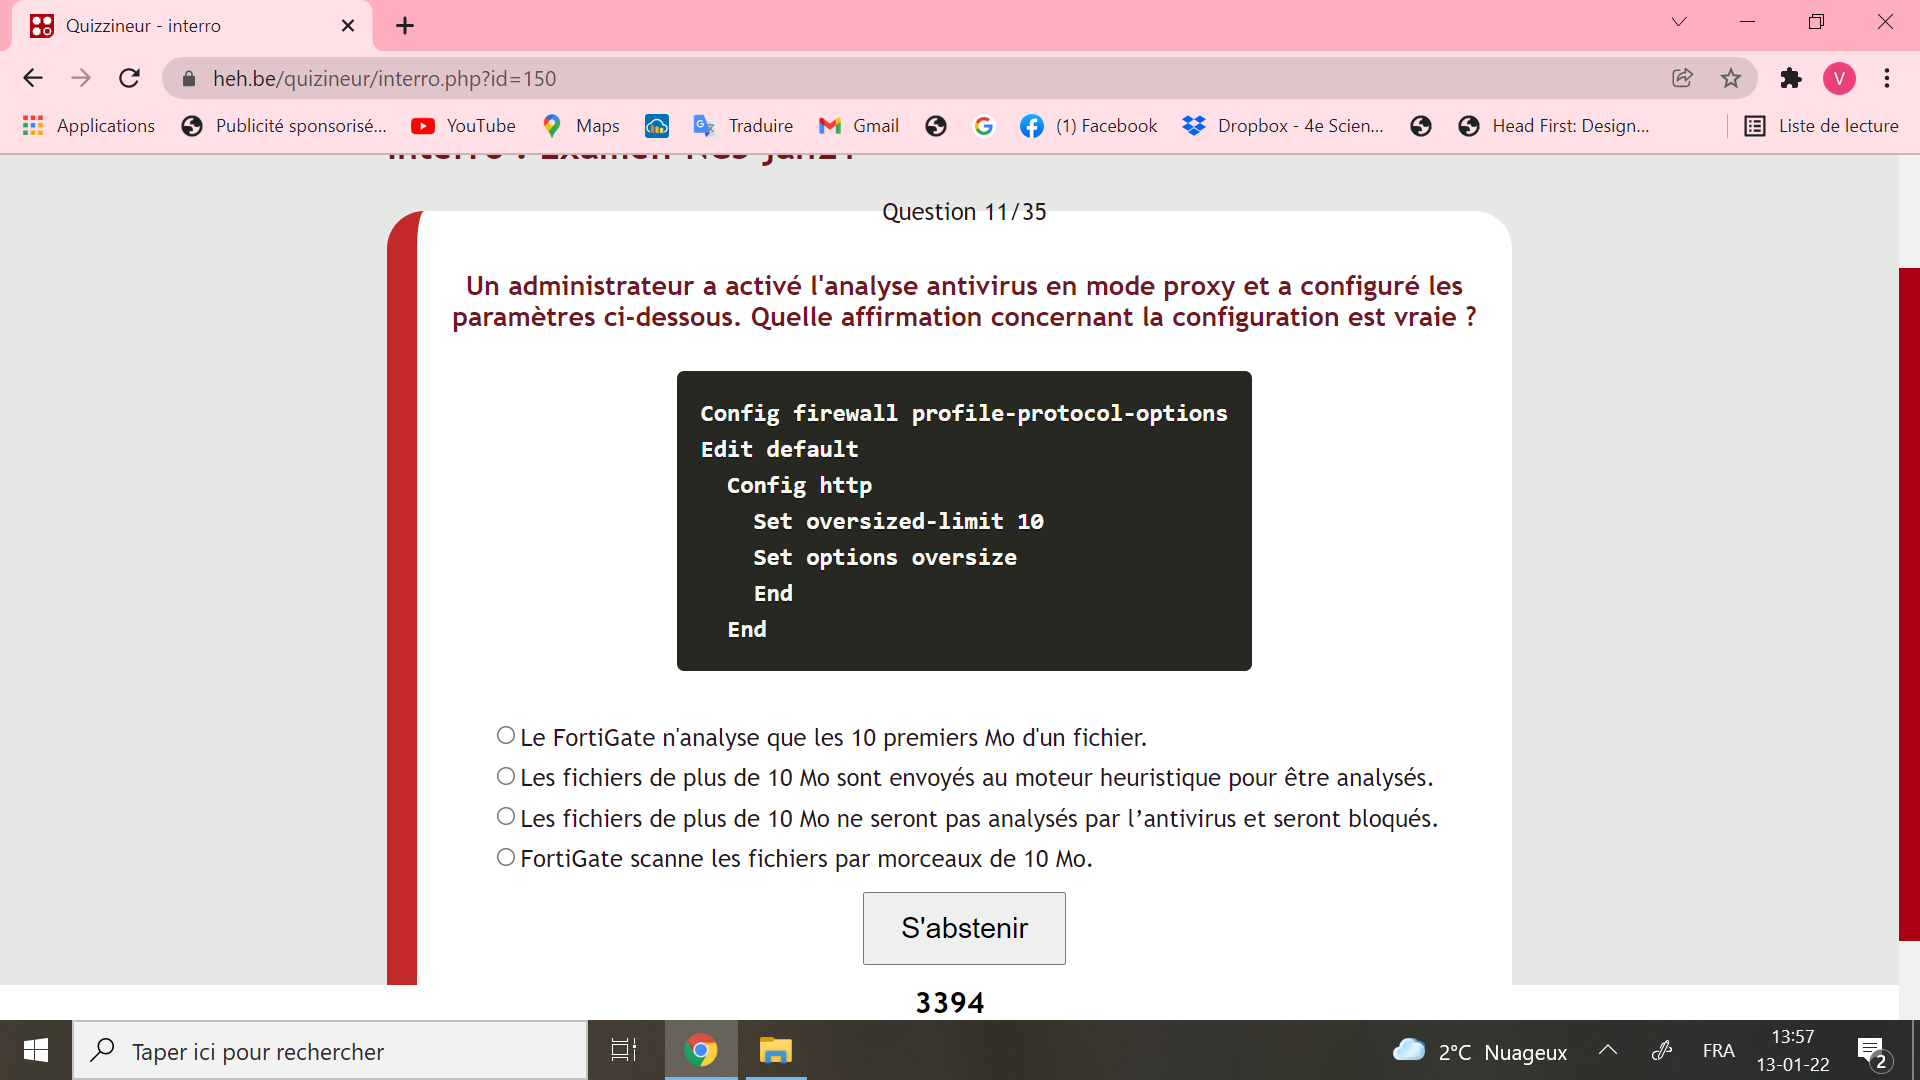 Quizzineur - interro
heh.be/quizineur/interro.php?id=150
V
Applications
Publicité sponsorisé...
YouTube
Maps
Traduire
Gmail
(1) Facebook
Dropbox - 4e Scien...
Head First: Design...
Liste de lecture
Question 11/35
Un administrateur a activé l'analyse antivirus en mode proxy et a configuré les
paramètres ci-dessous. Quelle affirmation concernant la configuration est vraie ?
Config firewall profile-protocol-options
Edit default
Config http
Set oversized-limit 10
Set options oversize
End
End
Le FortiGate n'analyse que les 10 premiers Mo d'un fichier.
Les fichiers de plus de 10 Mo sont envoyés au moteur heuristique pour être analysés.
Les fichiers de plus de 10 Mo ne seront pas analysés par l’antivirus et seront bloqués.
FortiGate scanne les fichiers par morceaux de 10 Mo.
S'abstenir
3394
Taper ici pour rechercher
2°C Nuageux
FRA
13:57
13-01-22
2